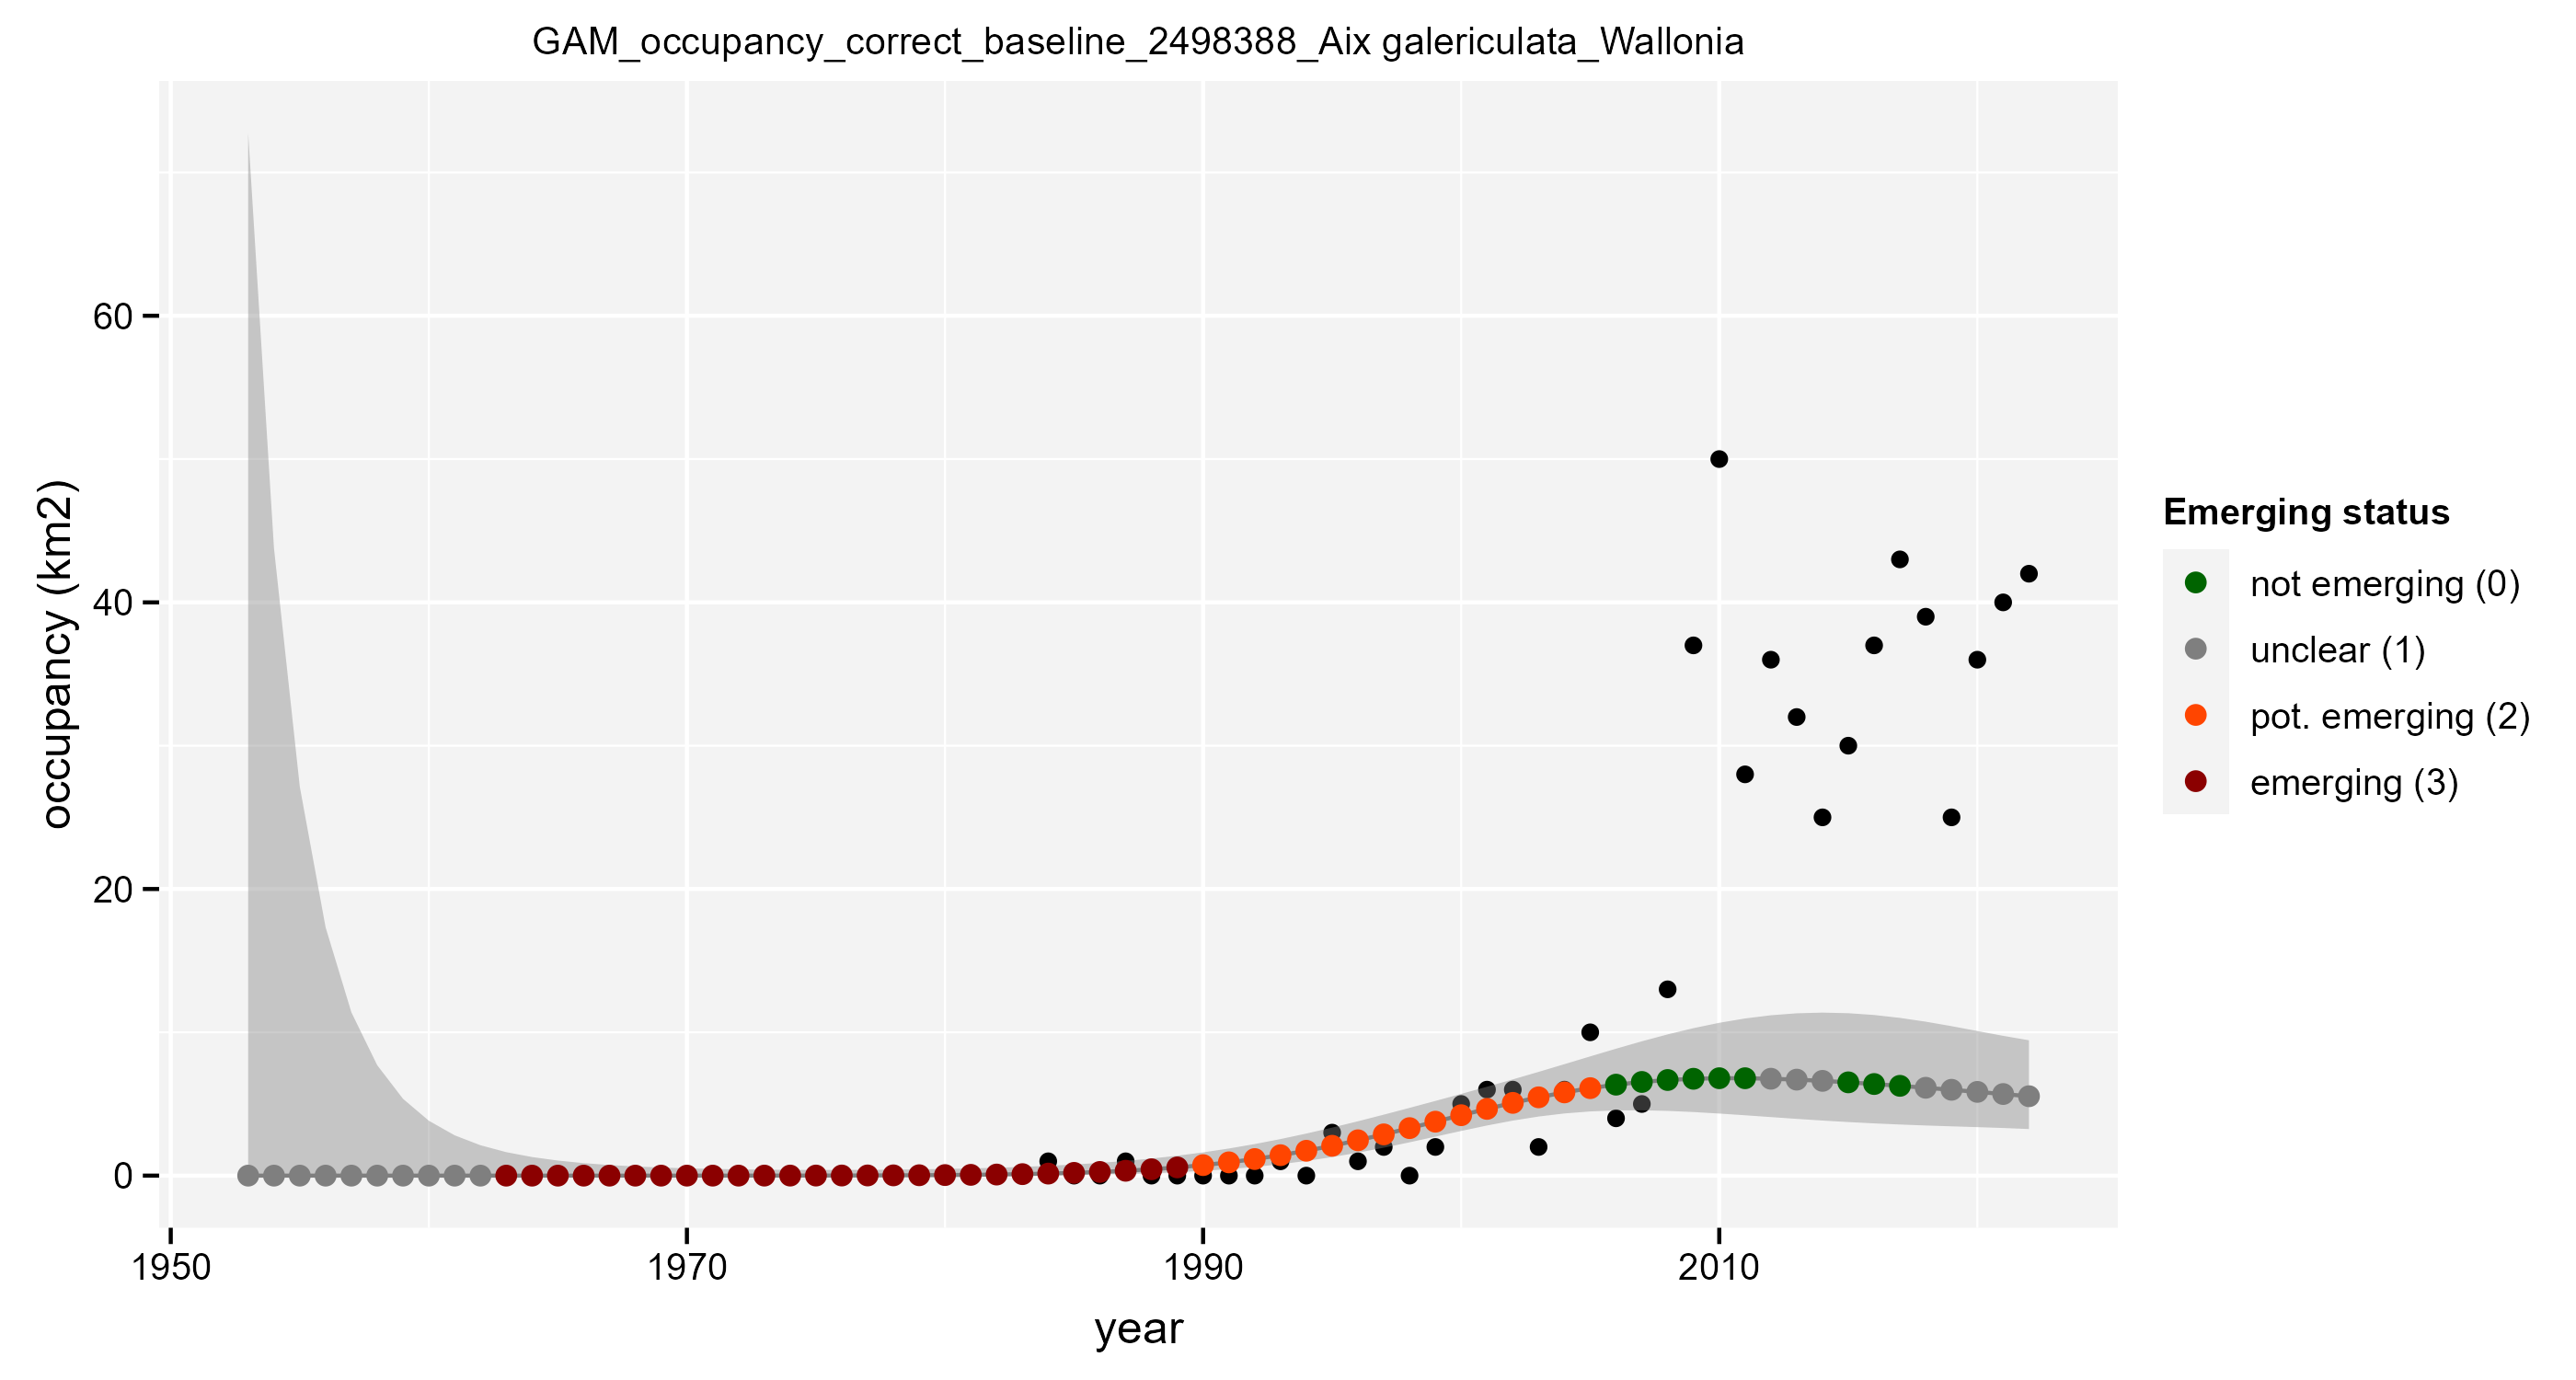 GAM_occupancy_correct_baseline_2498388_Aix galericulata_Wallonia
occupancy (km2)
60
40
20
0
1950
1970
1990
2010
year
Emerging status
not emerging (0)
unclear (1)
pot. emerging (2)
emerging (3)